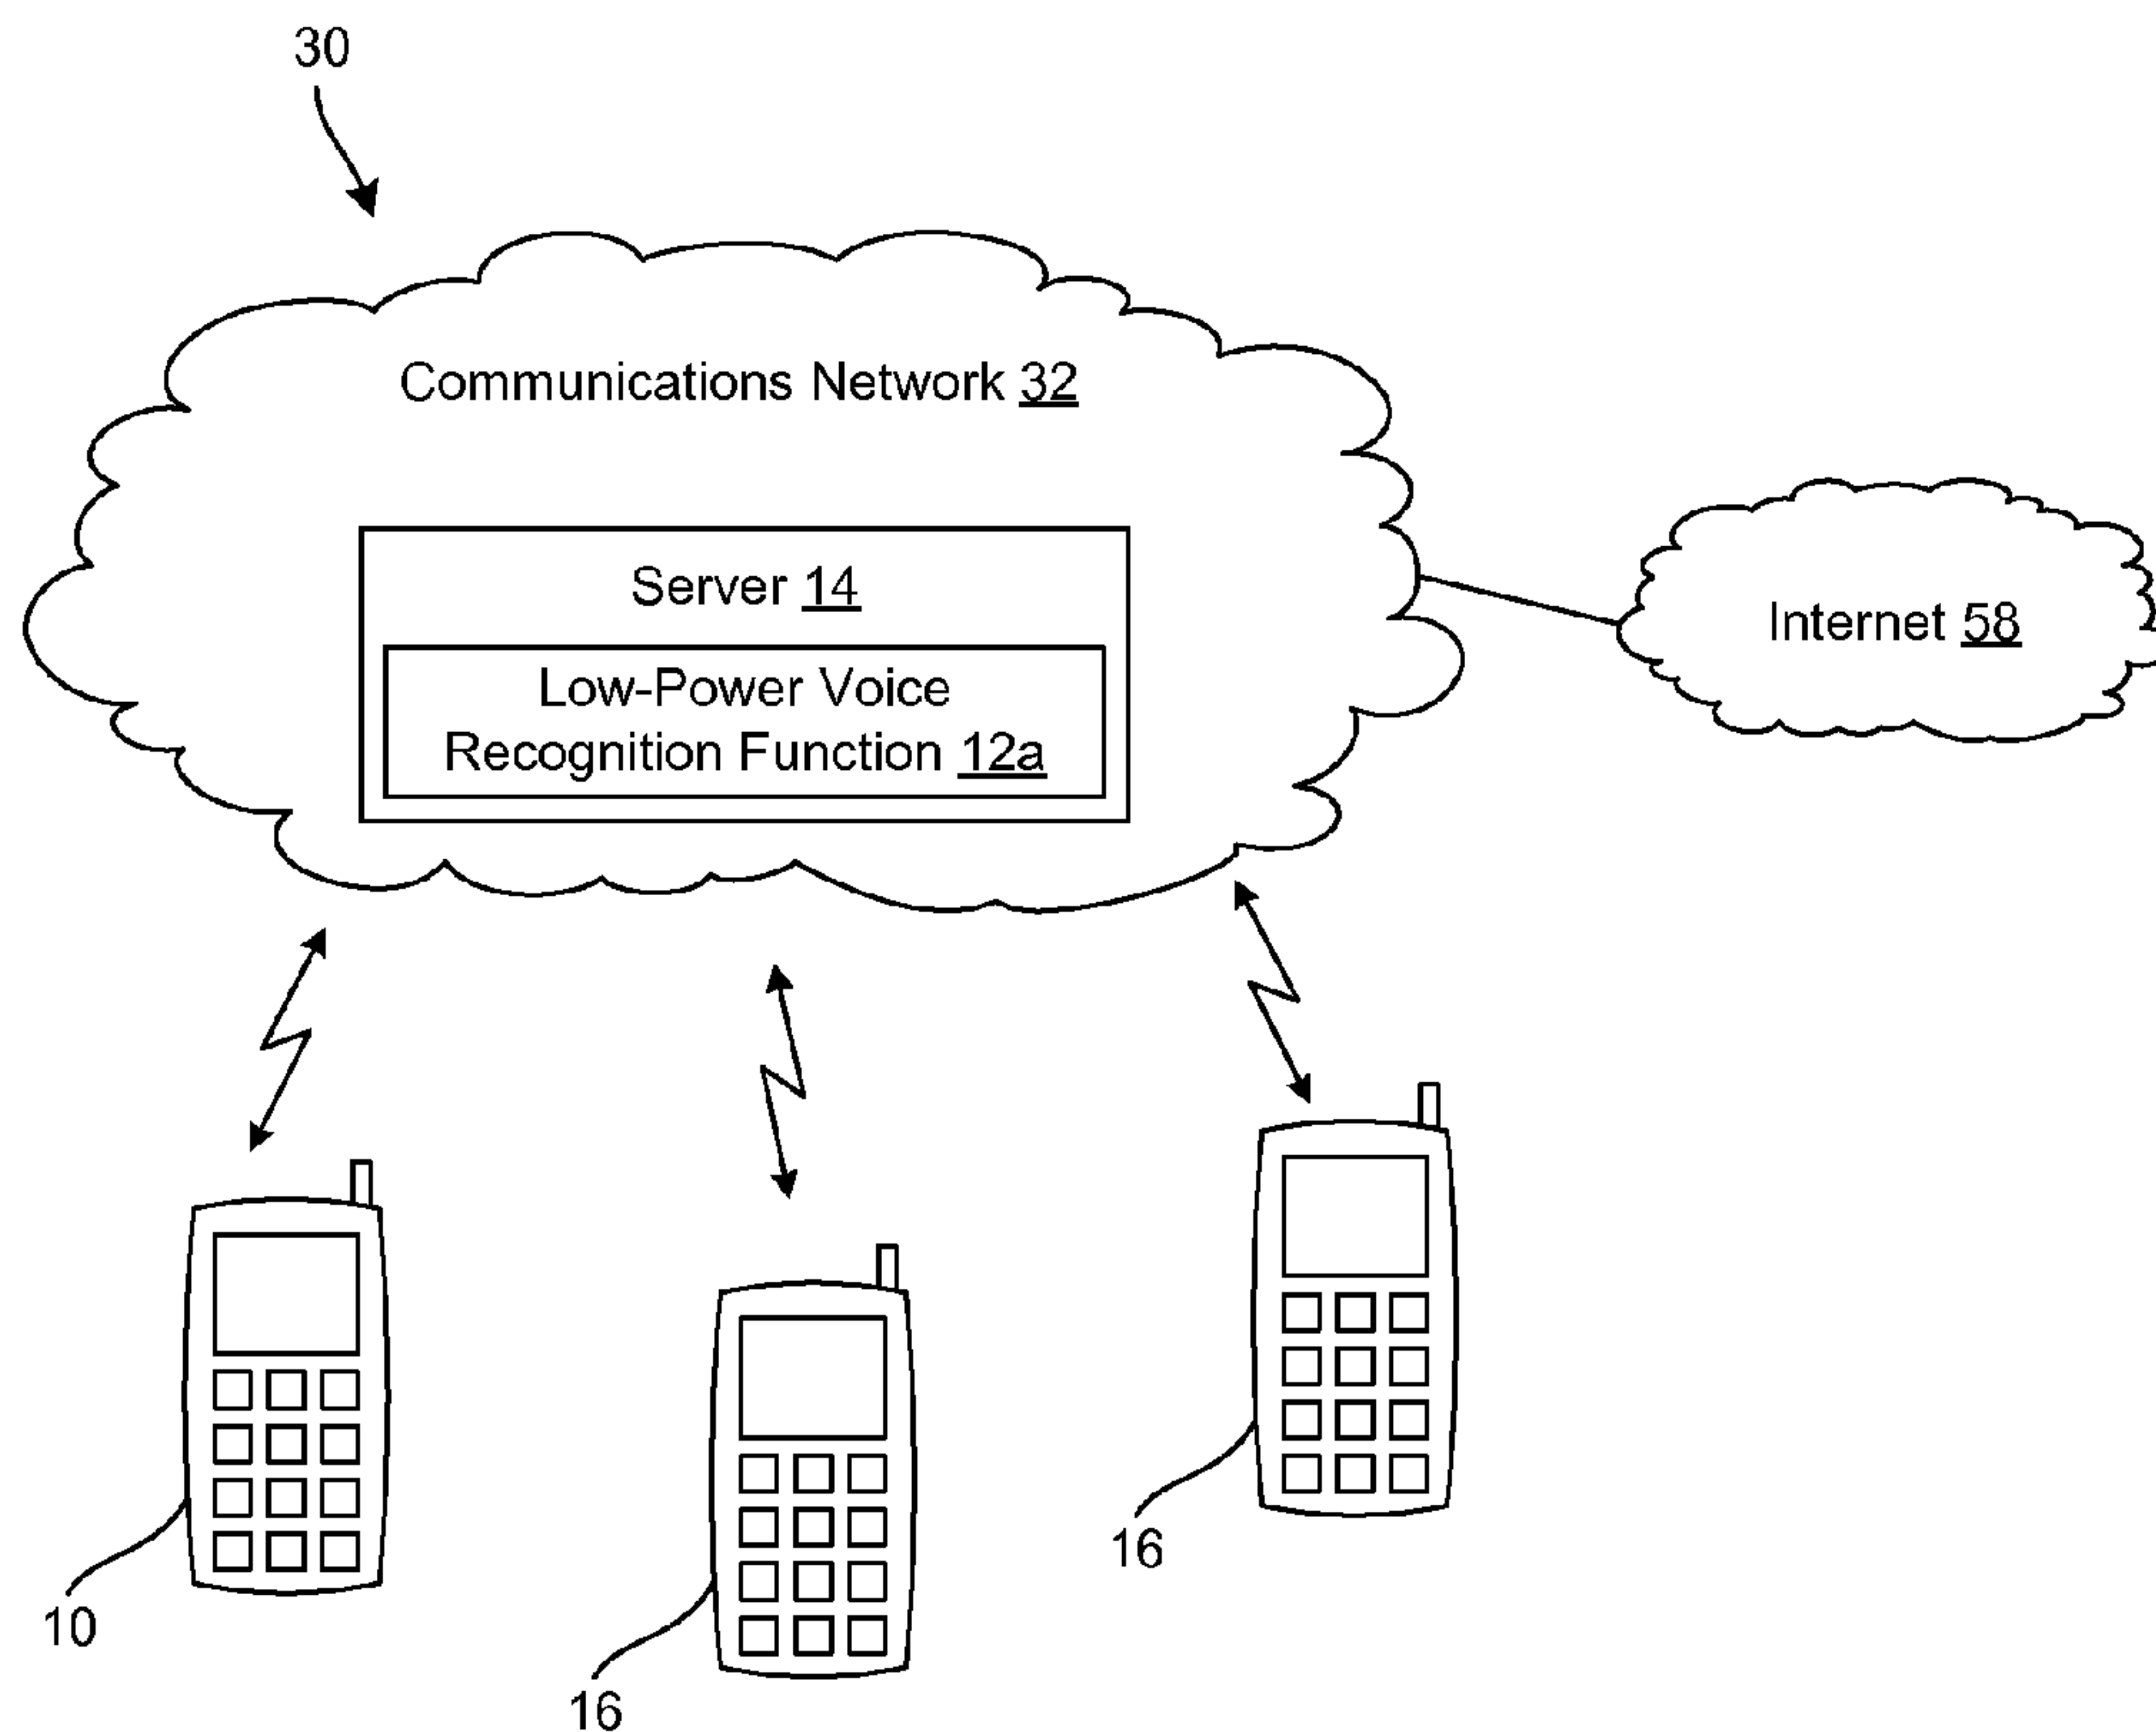 30
Communications Network 32
Server 14
Low-Power Voice
Recognition Function 12a
Internet 58
10
16
16